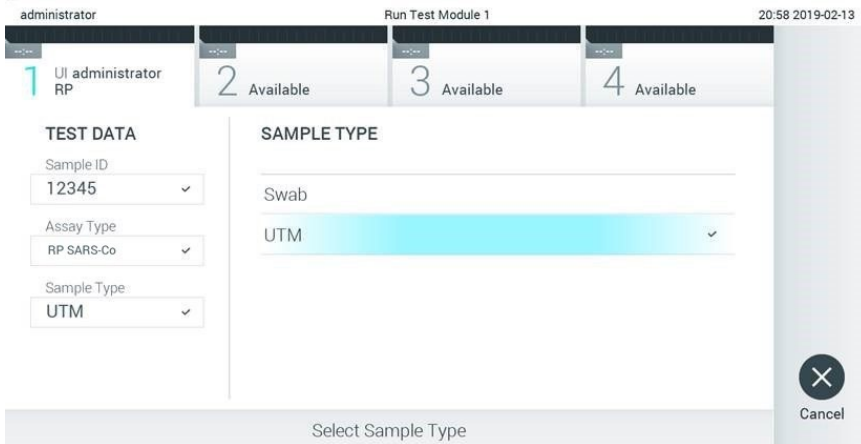 administrator
Run Test Module 1
20:58 2019-02-13
--:--
--:--
--:--
--:--
1 UI administrator
RP
2 Available
3 Available
4 Available
TEST DATA
Sample ID
12345
Assay Type
RP SARS-Co
Sample Type
UTM
SAMPLE TYPE
Swab
UTM
Cancel
Select Sample Type